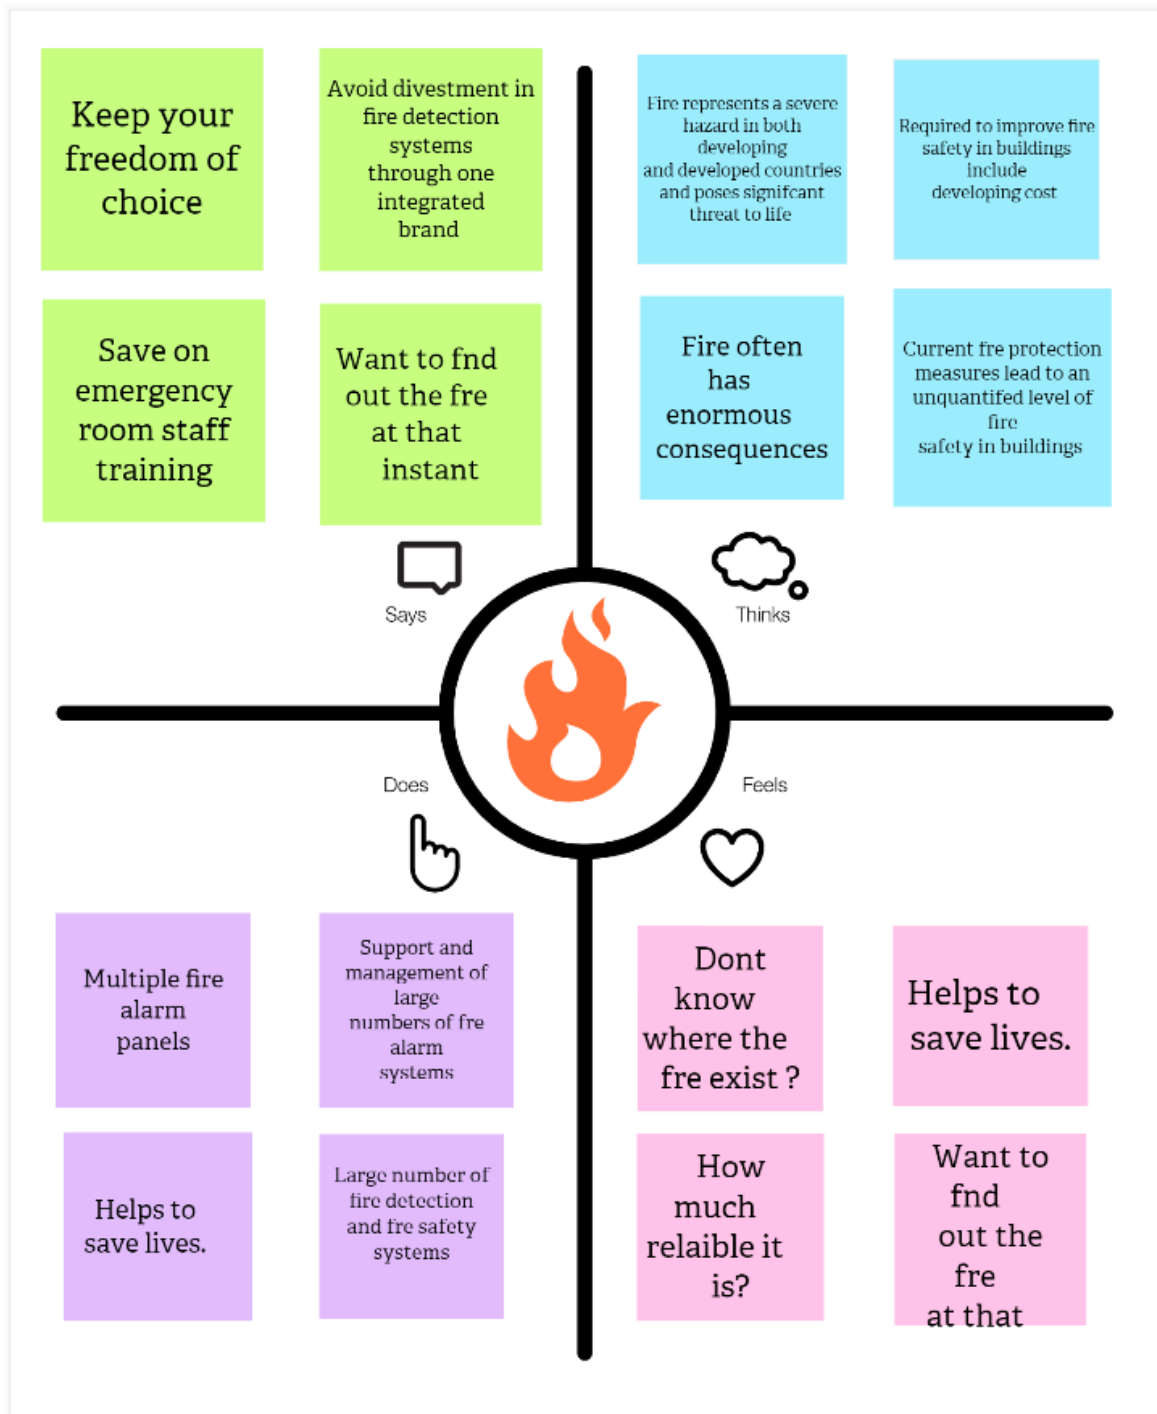 Keep your
freedom of
choice
Avoid divestment in
fire detection
systems
through one
integrated
brand
Fire represents a severe
hazard in both
developing
and developed countries
and poses signifcant
threat to life
Required to improve fire
safety in buildings
include
developing cost
Save on
emergency
room staff
training
Want to fnd
out the fre
at that
instant
Fire often
has
enormous
consequences
Current fre protection
measures lead to an
unquantifed level of
fire
safety in buildings
Says
Thinks
Does
Feels
Multiple fire
alarm
panels
Support and
management of
large
numbers of fre
alarm
systems
Dont
know
where the
fre exist ?
Helps to
save lives.
Helps to
save lives.
Large number of
fire detection
and fre safety
systems
How
much
relaible it
is?
Want to
fnd
out the
fre
at that